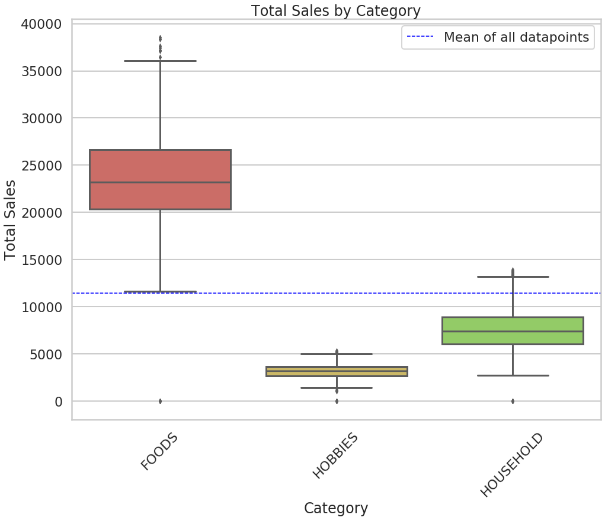 Total Sales by Category
Mean of all datapoints
Total Sales
40000
35000
30000
25000
20000
15000
10000
5000
0
FOODS
HOBBIES
HOUSEHOLD
Category